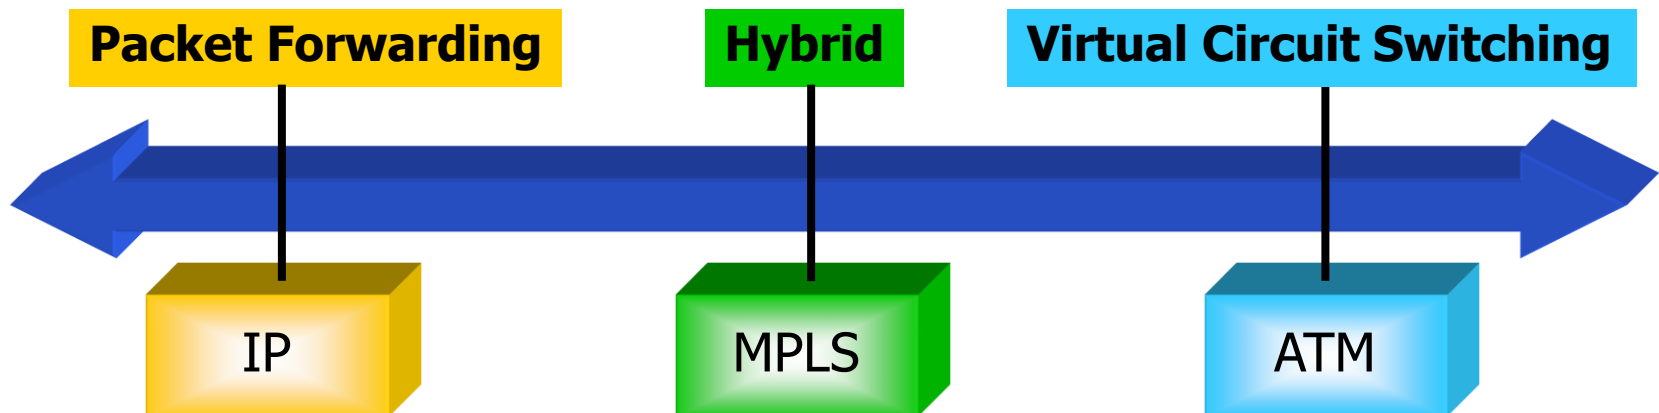 Packet Forwarding
Hybrid
Virtual Circuit Switching
IP
MPLS
ATM